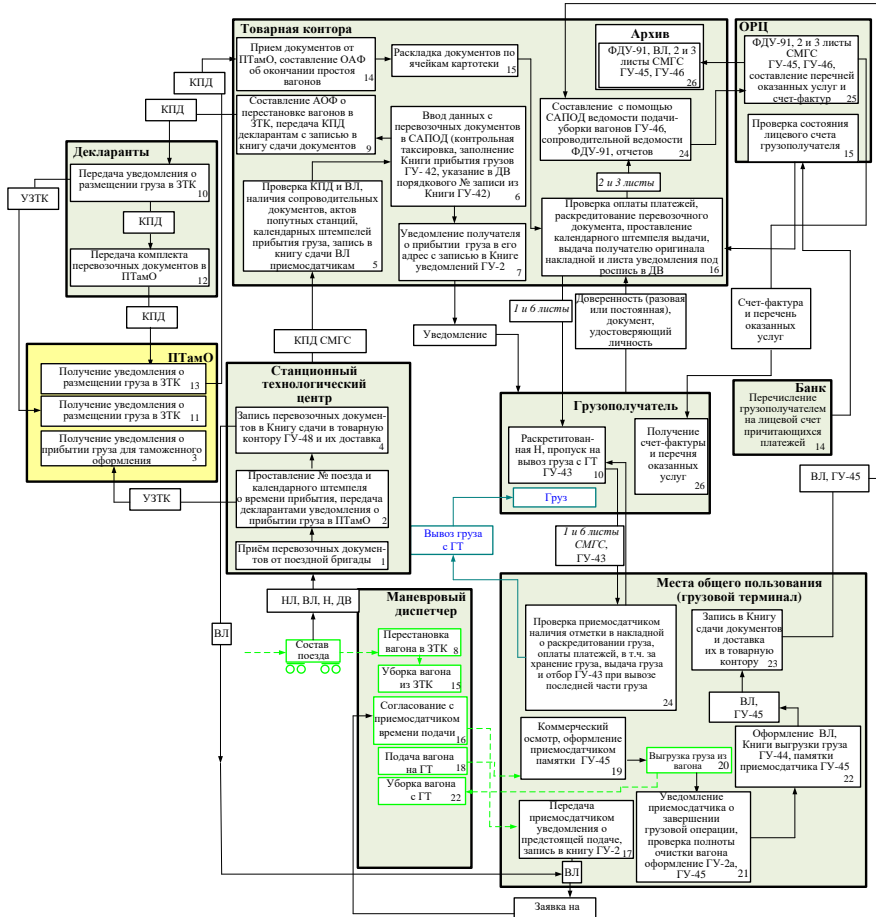 Товарная контора
Прием документов от
ПТамО, составление ОАФ
об окончании простоя
вагонов
14
Раскладка документов по
ячейкам картотеки
15
Архив
ФДУ-91, ВЛ, 2 и 3
листы СМГС
ГУ-45, ГУ-46
26
ОРЦ
ФДУ-91, 2 и 3 листы
СМГС
ГУ-45, ГУ-46,
составление перечней
оказанных услуг и
счет-фактур
25
Проверка состояния
лицевого счета
грузополучателя
15
КПД
КПД
Составление АОФ о
перестановке вагонов в
ЗТК, передача КПД
декларантам с записью в
книгу сдачи документов
9
Ввод данных с
перевозочных документов
в САПОД (контрольная
таксировка, заполнение
Книги прибытия грузов
ГУ- 42, указание в ДВ
порядкового № записи из
Книги ГУ-42)
6
Составление с помощью
САПОД ведомости подачи-
уборки вагонов ГУ-46,
сопроводительной ведомости
ФДУ-91, отчетов
24
2 и 3 листы
Декларанты
Передача уведомления о
размещении груза в ЗТК
10
УЗТК
КПД
Передача комплекта
перевозочных документов в
ПТамО
12
КПД
Проверка КПД и ВЛ,
наличия сопроводительных
документов, актов
попутных станций,
календарных штемпелей
прибытия груза, запись в
книгу сдачи ВЛ
приемосдатчикам
5
Уведомление получателя
о прибытии груза в его
адрес с записью в Книге
уведомлений ГУ-2
7
Проверка оплаты платежей,
раскредитование перевозочного
документа, проставление
календарного штемпеля выдачи,
выдача получателю оригинала
накладной и листа уведомления под
роспись в ДВ
16
КПД СМГС
Уведомление
1 и 6 листы
Доверенность (разовая
или постоянная),
документ,
удостоверяющий
личность
Счет-фактура
и перечень
оказанных
услуг
ПТамО
Получение уведомления о
размещении груза в ЗТК
13
Получение уведомления о
размещении груза в ЗТК
11
Получение уведомления о
прибытии груза для таможенного
оформления
3
УЗТК
Станционный
технологический
центр
Запись перевозочных докумен-
тов в Книгу сдачи в товарную
контору ГУ-48 и их доставка
4
Проставление № поезда и
календарного штемпеля
о времени прибытия, передача
декларантами уведомления о
прибытии груза в ПТамО
2
Приём перевозочных докумен-
тов от поездной бригады
1
Грузополучатель
Раскретитован-
ная Н, пропуск на
вывоз груза с ГТ
ГУ-43
10
Получение
счет-фактуры
и перечня
оказанных
услуг
26
Груз
Банк
Перечисление
грузополучателем
на лицевой счет
причитающихся
платежей
14
ВЛ, ГУ-45
Вывоз груза
с ГТ
1 и 6 листы
СМГС,
ГУ-43
НЛ, ВЛ, Н, ДВ
ВЛ
Состав
поезда
Маневровый
диспетчер
Перестановка
вагона в ЗТК
8
Уборка вагона
из ЗТК
15
Согласование с
приемосдатчиком
времени подачи
16
Подача вагона
на ГТ
18
Уборка вагона
с ГТ
22
Места общего пользования
(грузовой терминал)
Проверка приемосдатчиком
наличия отметки в накладной
о раскредитовании груза,
оплаты платежей, в т.ч. за
хранение груза, выдача груза
и отбор ГУ-43 при вывозе
последней части груза
24
Запись в Книгу
сдачи документов
и доставка
их в товарную
контору
23
ВЛ,
ГУ-45
Коммерческий
осмотр, оформление
приемосдатчиком
памятки ГУ-45
19
Выгрузка груза из
вагона
20
Оформление ВЛ,
Книги выгрузки груза
ГУ-44, памятки
приемосдатчика ГУ-45
22
Передача
приемосдатчиком
уведомления о
предстоящей подаче,
запись в книгу ГУ-2
17
Уведомление
приемосдатчика о
завершении
грузовой операции,
проверка полноты
очистки вагона
оформление ГУ-2а,
ГУ-45
21
ВЛ
Заявка на